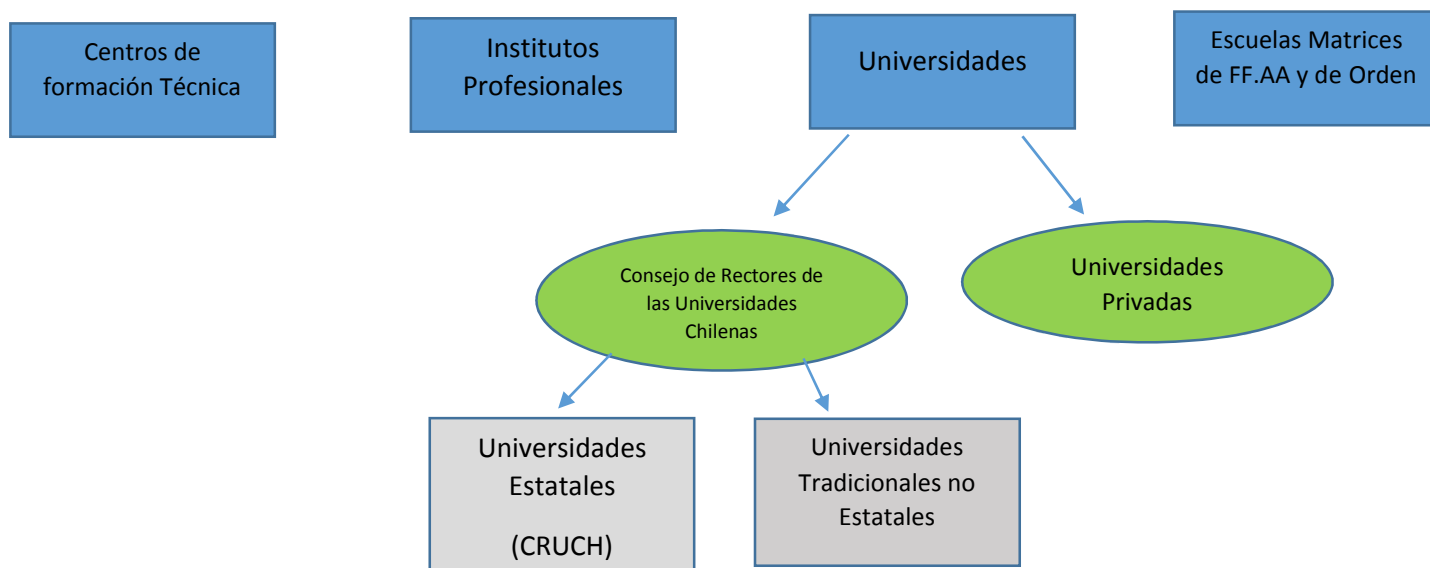 Centros de
formación Técnica
Institutos
Profesionales
Universidades
Escuelas Matrices
de FF.AA y de Orden
Consejo de Rectores de
las Universidades
Chilenas
Universidades
Privadas
Universidades
Estatales
(CRUCH)
Universidades
Tradicionales no
Estatales